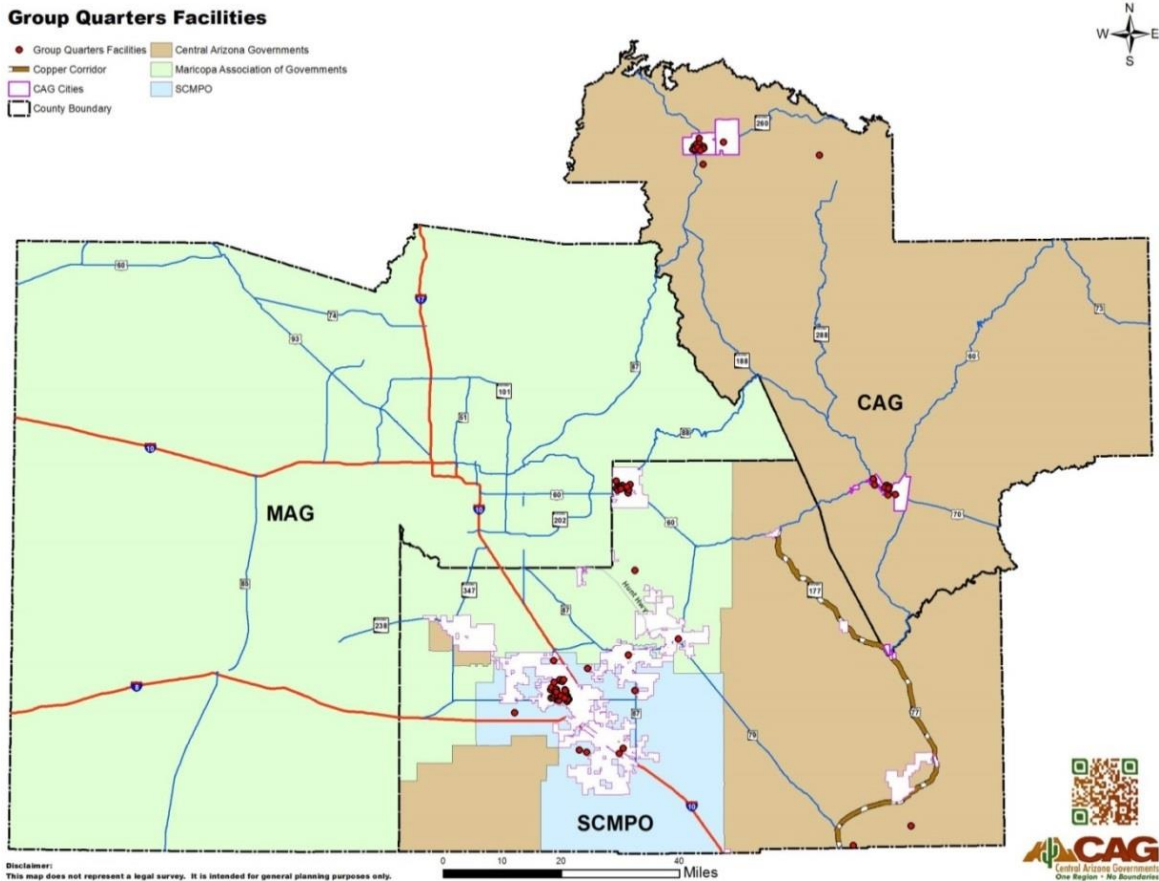 Group Quarters Facilities
Group Quarters Facilities
Central Arizona Governments
Copper Corridor
Maricopa Association of Governments
CAG Cities
SCMPO
County Boundary
N
W E
S
260
60
17
74
93
73
288
188
60
87
101
51
CAG
88
10
60
202
60
70
MAG
10
85
347
Hunt Hwy
177
87
238
8
87
77
79
10
SCMPO
0 10 20 40
Miles
CAG
Central Arizona Governments
One Region • No Boundaries
Disclaimer:
This map does not represent a legal survey. It is intended for general planning purposes only.